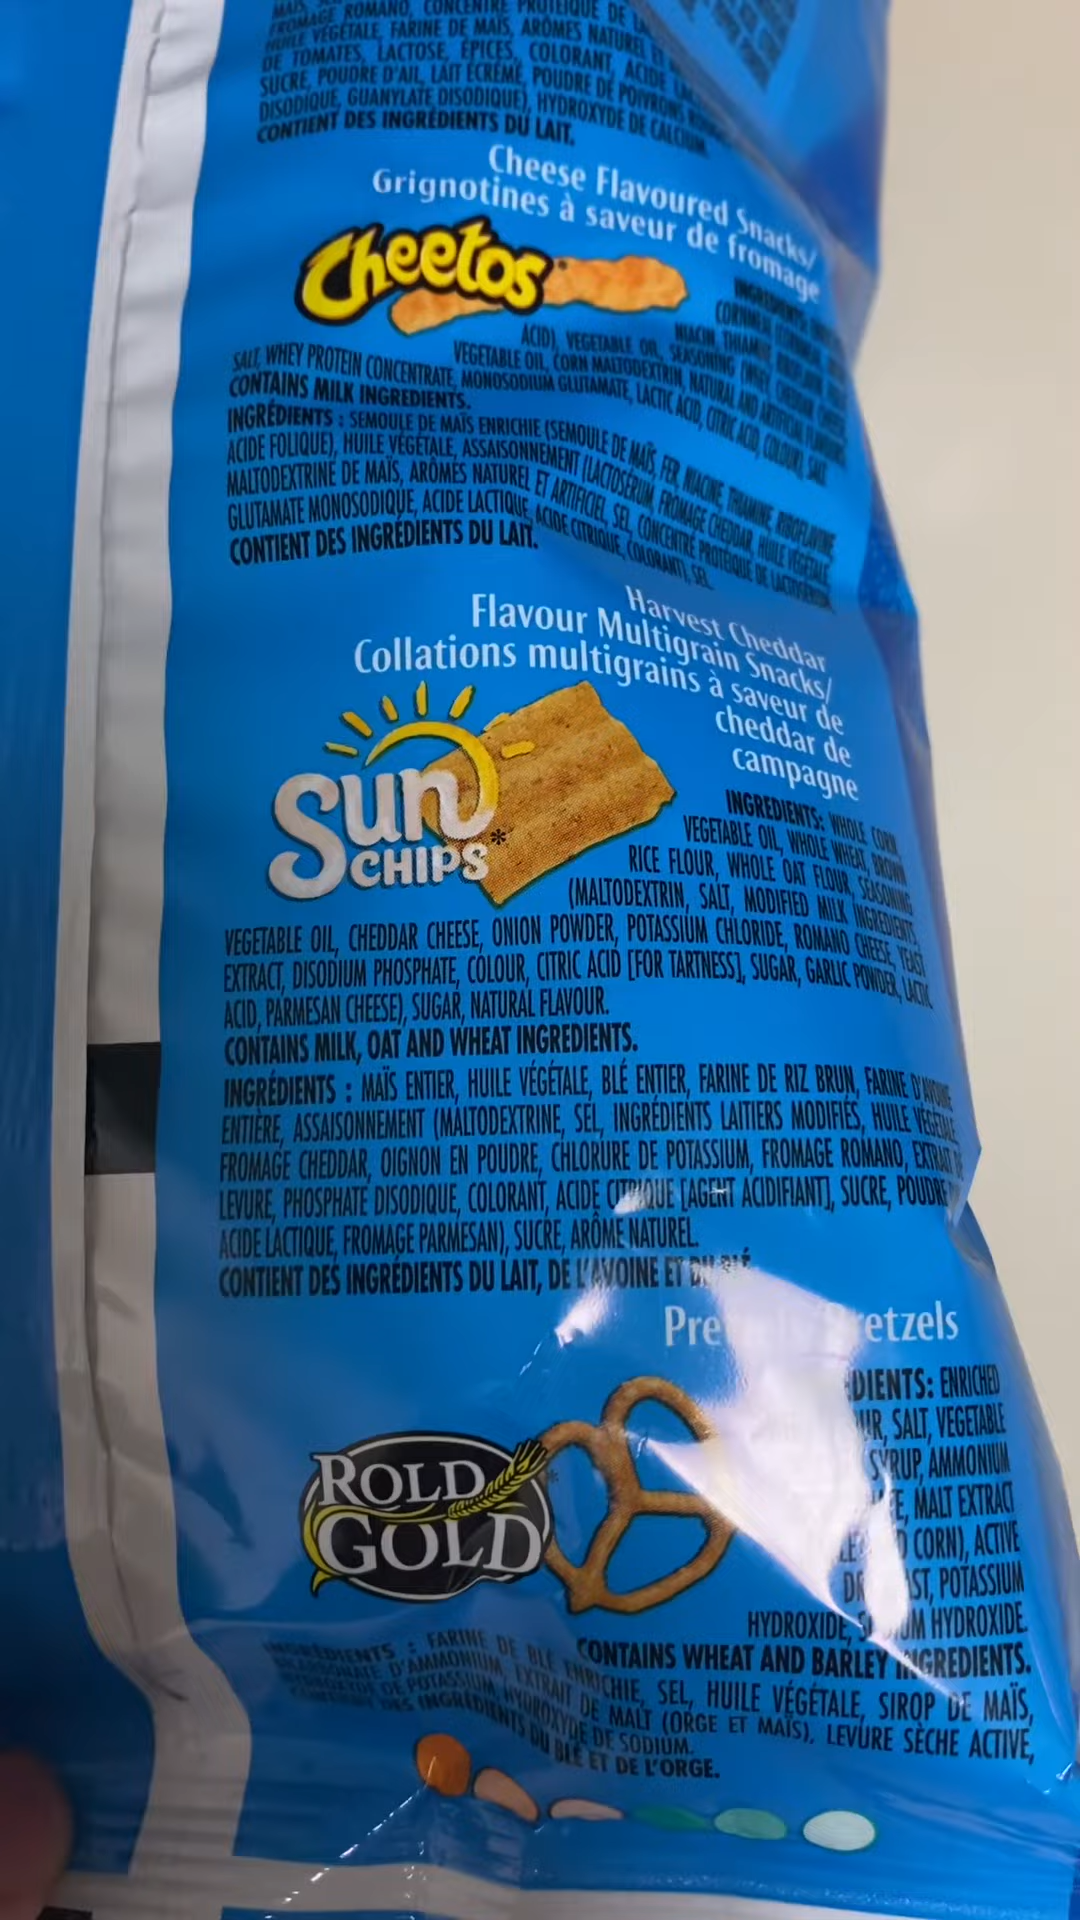 FROMAGE ROMANO, CONCENTRÉ PROTÉIQUE DE
HUILE VÉGÉTALE, FARINE DE MAÏS, ARÔMES NATUREL
DE TOMATES, LACTOSE, ÉPICES, COLORANT, ACIDE
SUCRE, POUDRE D'AIL, LAIT ÉCRÉMÉ, POUDRE DE POIVRONS
DISODIQUE, GUANYLATE DISODIQUE), HYDROXYDE DE CALCIUM.
CONTIENT DES INGRÉDIENTS DU LAIT.
Cheese Flavoured Snacks/
Grignotines à saveur de fromage
Cheetos
INGREDIENTS:
CORNMEAL
NIACIN, THIAMINE
ACID), VEGETABLE OIL, SEASONING (WHEY, CHEDDAR CHEESE,
VEGETABLE OIL, CORN MALTODEXTRIN, NATURAL AND ARTIFICIAL FLAVOUR,
SALT, WHEY PROTEIN CONCENTRATE, MONOSODIUM GLUTAMATE, LACTIC ACID, CITRIC ACID, COLOUR), SALT
CONTAINS MILK INGREDIENTS.
INGRÉDIENTS : SEMOULE DE MAÏS ENRICHIE (SEMOULE DE MAÏS, FER, NIACINE, THIAMINE, RIBOFLAVINE,
ACIDE FOLIQUE), HUILE VÉGÉTALE, ASSAISONNEMENT (LACTOSÉRUM, FROMAGE CHEDDAR, HUILE VÉGÉTALE,
MALTODEXTRINE DE MAÏS, ARÔMES NATUREL ET ARTIFICIEL, SEL, CONCENTRÉ PROTÉIQUE DE LACTOSÉRUM,
GLUTAMATE MONOSODIQUE, ACIDE LACTIQUE, ACIDE CITRIQUE, COLORANT), SEL.
CONTIENT DES INGRÉDIENTS DU LAIT.
Harvest Cheddar
Flavour Multigrain Snacks/
Collations multigrains à saveur de
cheddar de
campagne
Sun
CHIPS*
INGREDIENTS: WHOLE CORN,
VEGETABLE OIL, WHOLE WHEAT, BROWN
RICE FLOUR, WHOLE OAT FLOUR, SEASONING
(MALTODEXTRIN, SALT, MODIFIED MILK INGREDIENTS,
VEGETABLE OIL, CHEDDAR CHEESE, ONION POWDER, POTASSIUM CHLORIDE, ROMANO CHEESE, YEAST
EXTRACT, DISODIUM PHOSPHATE, COLOUR, CITRIC ACID [FOR TARTNESS], SUGAR, GARLIC POWDER, LACTIC
ACID, PARMESAN CHEESE), SUGAR, NATURAL FLAVOUR.
CONTAINS MILK, OAT AND WHEAT INGREDIENTS.
INGRÉDIENTS : MAÏS ENTIER, HUILE VÉGÉTALE, BLÉ ENTIER, FARINE DE RIZ BRUN, FARINE D'AVOINE
ENTIÈRE, ASSAISONNEMENT (MALTODEXTRINE, SEL, INGRÉDIENTS LAITIERS MODIFIÉS, HUILE VÉGÉTALE,
FROMAGE CHEDDAR, OIGNON EN POUDRE, CHLORURE DE POTASSIUM, FROMAGE ROMANO, EXTRAIT DE
LEVURE, PHOSPHATE DISODIQUE, COLORANT, ACIDE CITRIQUE [AGENT ACIDIFIANT], SUCRE, POUDRE
ACIDE LACTIQUE, FROMAGE PARMESAN), SUCRE, ARÔME NATUREL.
CONTIENT DES INGRÉDIENTS DU LAIT, DE L'AVOINE ET DU BLÉ.
Pre etzels
ROLD
GOLD*
DIENTS: ENRICHED
UR, SALT, VEGETABLE
SYRUP, AMMONIUM
MALT EXTRACT
CORN), ACTIVE
POTASSIUM
HYDROXIDE, SODIUM HYDROXIDE.
CONTAINS WHEAT AND BARLEY INGREDIENTS.
INGRÉDIENTS : FARINE DE BLÉ ENRICHIE, SEL, HUILE VÉGÉTALE, SIROP DE MAÏS,
BICARBONATE D'AMMONIUM, EXTRAIT DE MALT (ORGE ET MAÏS), LEVURE SÈCHE ACTIVE,
HYDROXYDE DE POTASSIUM, HYDROXYDE DE SODIUM.
CONTIENT DES INGRÉDIENTS DU BLÉ ET DE L'ORGE.